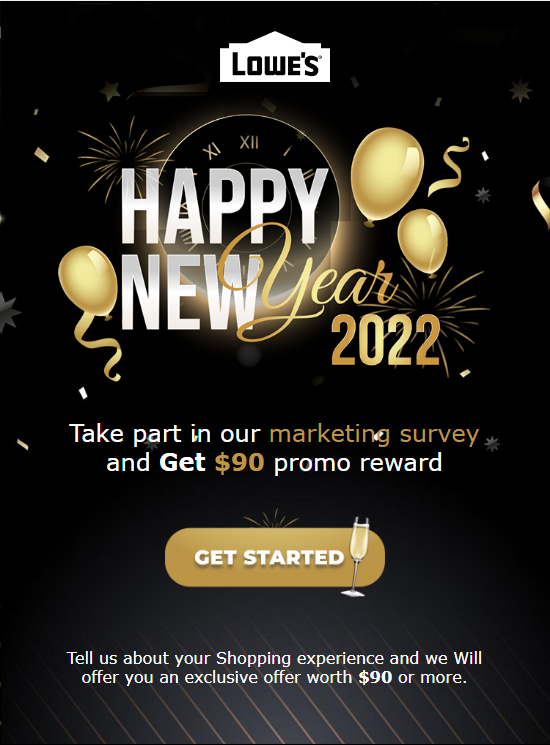 LOWE'S
XI XII I
HAPPY
NEW Year
2022
Take part in our marketing survey
and Get $90 promo reward
GET STARTED
Tell us about your Shopping experience and we Will
offer you an exclusive offer worth $90 or more.